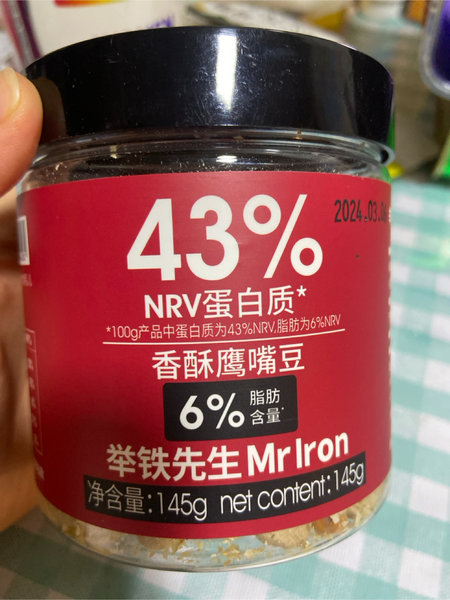 43%
2024.03.0
NRV蛋白质*
*100g产品中蛋白质为43%NRV,脂肪为6%NRV
香酥鹰嘴豆
6% 脂肪
含量*
举铁先生 Mr Iron
净含量:145g net content:145g